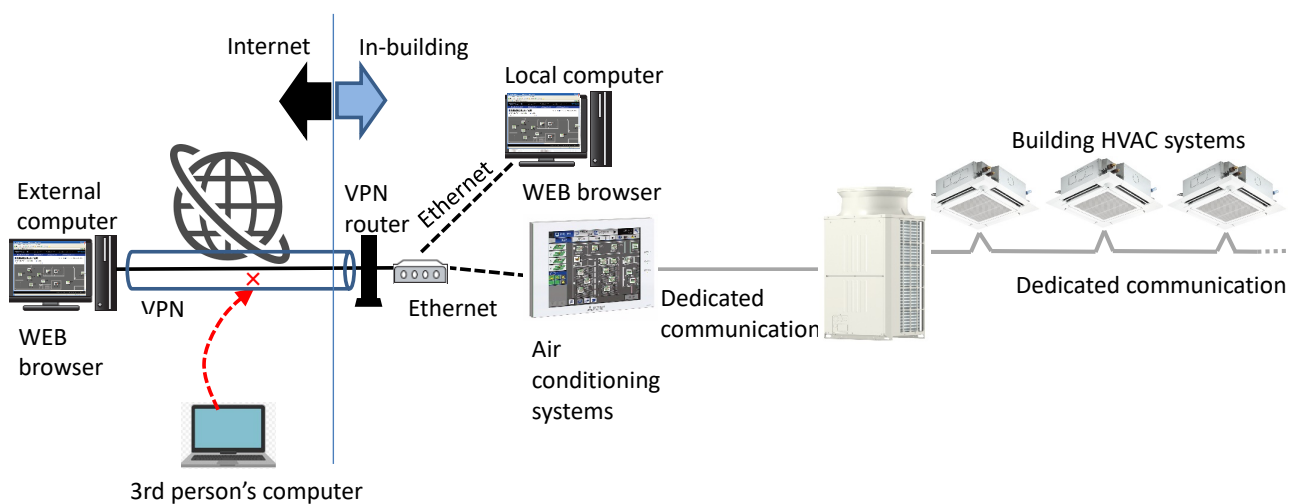 Internet
In-building
Local computer
Building HVAC systems
External
computer
VPN
router
Ethernet
WEB browser
VPN
Ethernet
Dedicated
communication
Dedicated communication
WEB
browser
Air
conditioning
systems
3rd person's computer